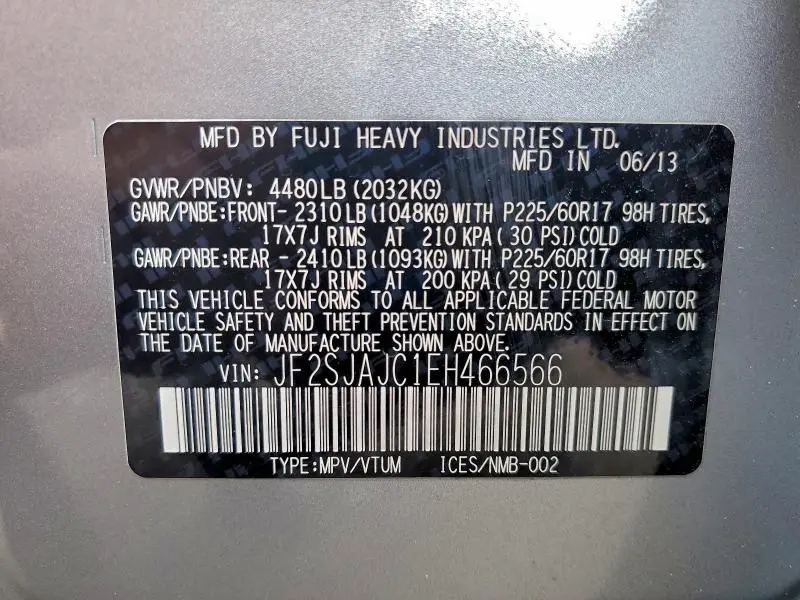 MFD BY FUJI HEAVY INDUSTRIES LTD.
MFD IN 06/13
GVWR/PNBV: 4480LB (2032KG)
GAWR/PNBE:FRONT- 2310 LB (1048KG) WITH P225/60R17 98H TIRES,
17X7J RIMS AT 210 KPA ( 30 PSI) COLD
GAWR/PNBE:REAR - 2410 LB (1093KG) WITH P225/60R17 98H TIRES,
17X7J RIMS AT 200 KPA ( 29 PSI) COLD
THIS VEHICLE CONFORMS TO ALL APPLICABLE FEDERAL MOTOR
VEHICLE SAFETY AND THEFT PREVENTION STANDARDS IN EFFECT ON
THE DATE OF MANUFACTURE SHOWN ABOVE.
VIN: JF2SJAJC1EH466566
TYPE:MPV/VTUM ICES/NMB-002